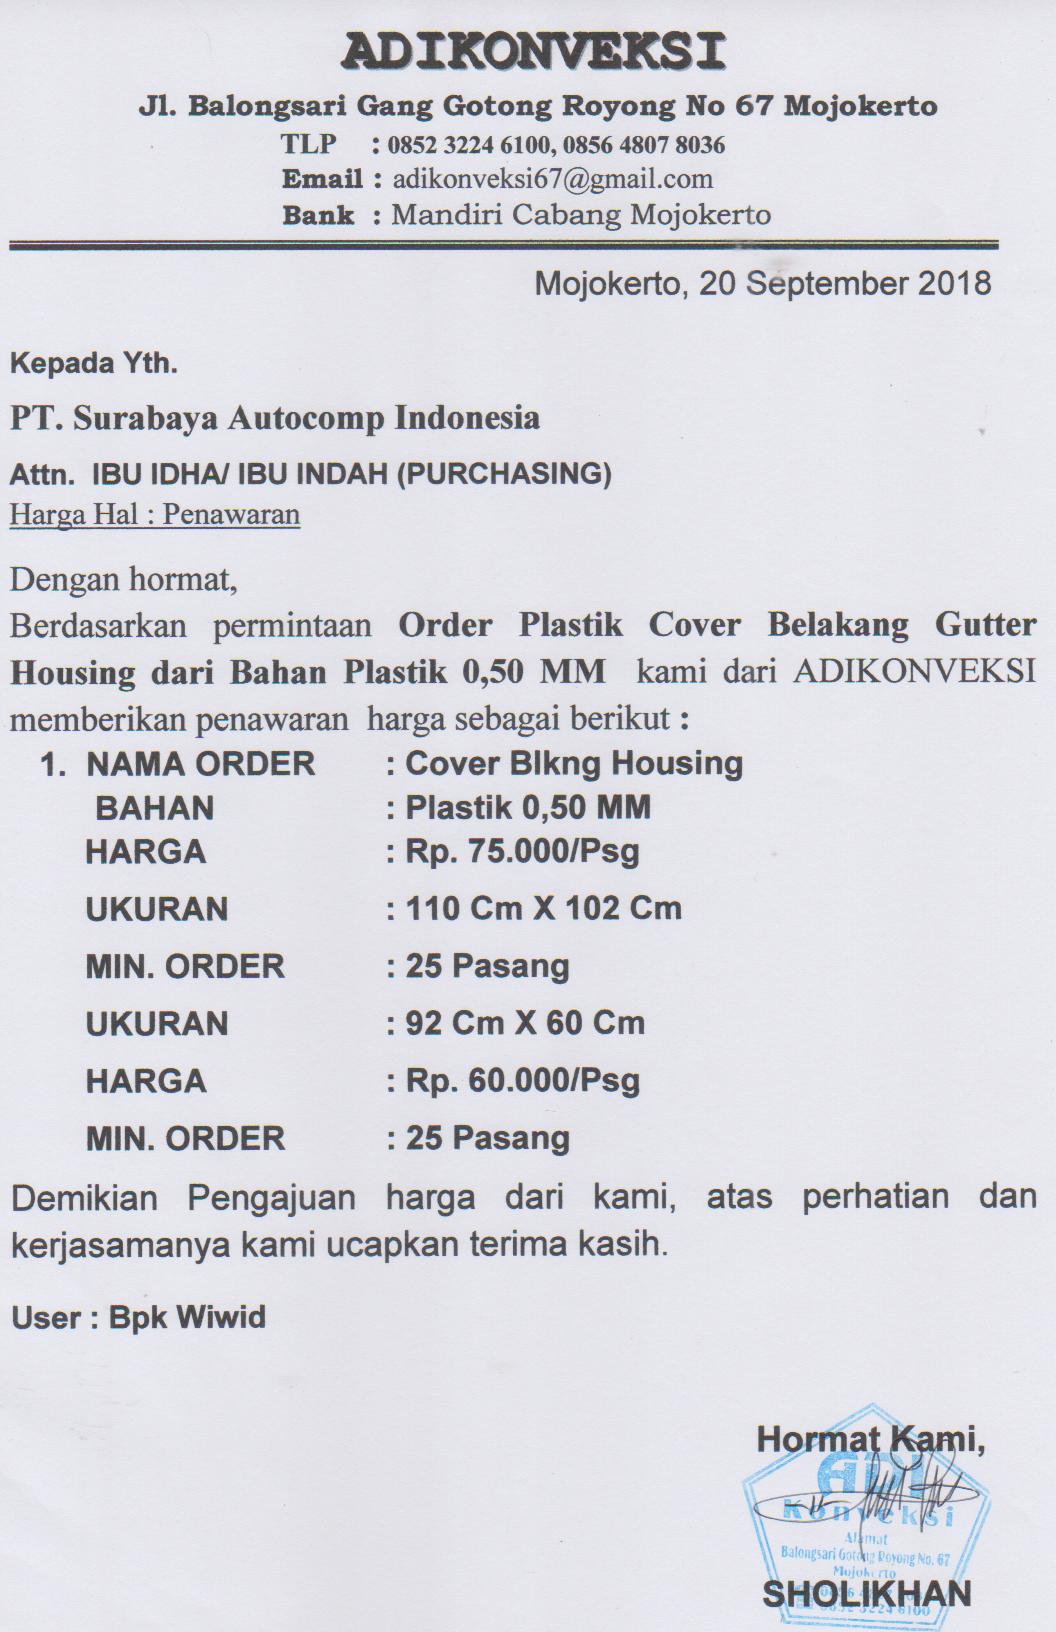 ADIKONVEKSI
Jl. Balongsari Gang Gotong Royong No 67 Mojokerto
TLP : 0852 3224 6100, 0856 4807 8036
Email : adikonveksi67@gmail.com
Bank : Mandiri Cabang Mojokerto
Mojokerto, 20 September 2018
Kepada Yth.
PT. Surabaya Autocomp Indonesia
Attn. IBU IDHA/ IBU INDAH (PURCHASING)
Harga Hal : Penawaran
Dengan hormat,
Berdasarkan permintaan Order Plastik Cover Belakang Gutter
Housing dari Bahan Plastik 0,50 MM kami dari ADIKONVEKSI
memberikan penawaran harga sebagai berikut :
1. NAMA ORDER : Cover Blkng Housing
BAHAN : Plastik 0,50 MM
HARGA : Rp. 75.000/Psg
UKURAN : 110 Cm X 102 Cm
MIN. ORDER : 25 Pasang
UKURAN : 92 Cm X 60 Cm
HARGA : Rp. 60.000/Psg
MIN. ORDER : 25 Pasang
Demikian Pengajuan harga dari kami, atas perhatian dan
kerjasamanya kami ucapkan terima kasih.
User : Bpk Wiwid
Hormat Kami,
ADI
Konveksi
Alamat
Balongsari Gotong Royong No. 67
Mojokerto
SHOLIKHAN
0852 3224 6100